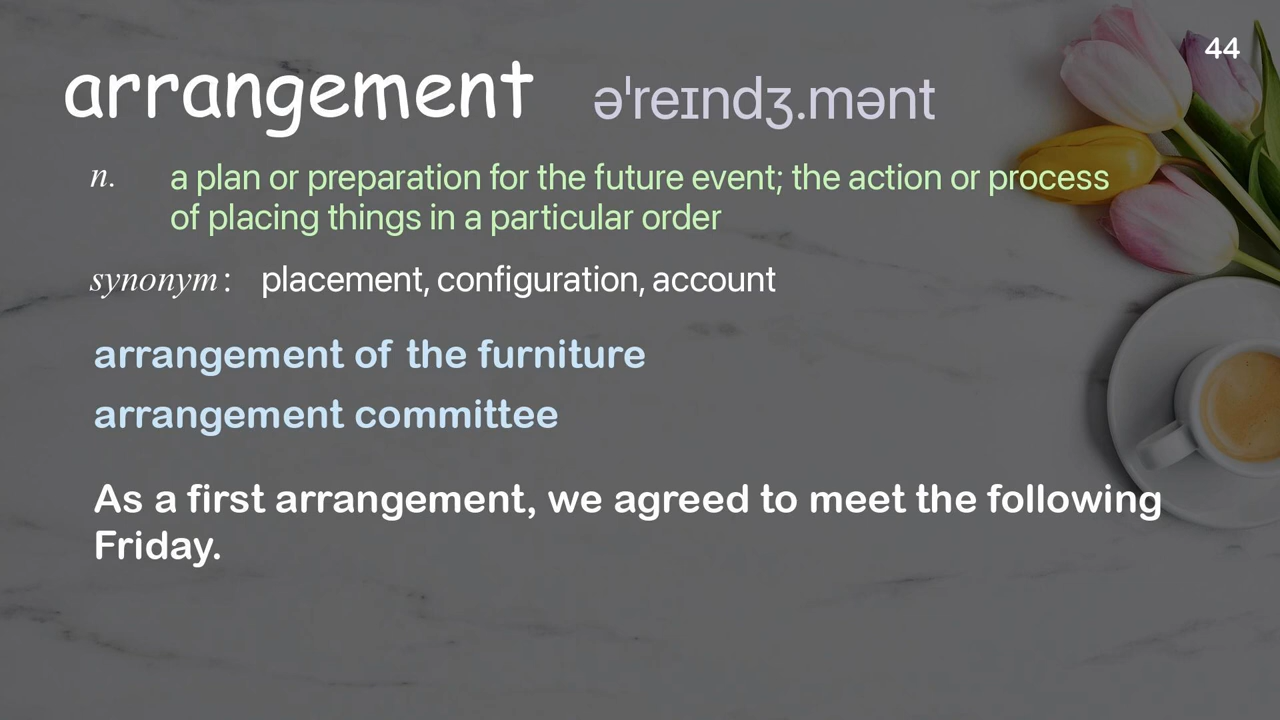 44
arrangement əˈreɪndʒ.mənt
n. a plan or preparation for the future event; the action or process
of placing things in a particular order
synonym: placement, configuration, account
arrangement of the furniture
arrangement committee
As a first arrangement, we agreed to meet the following
Friday.